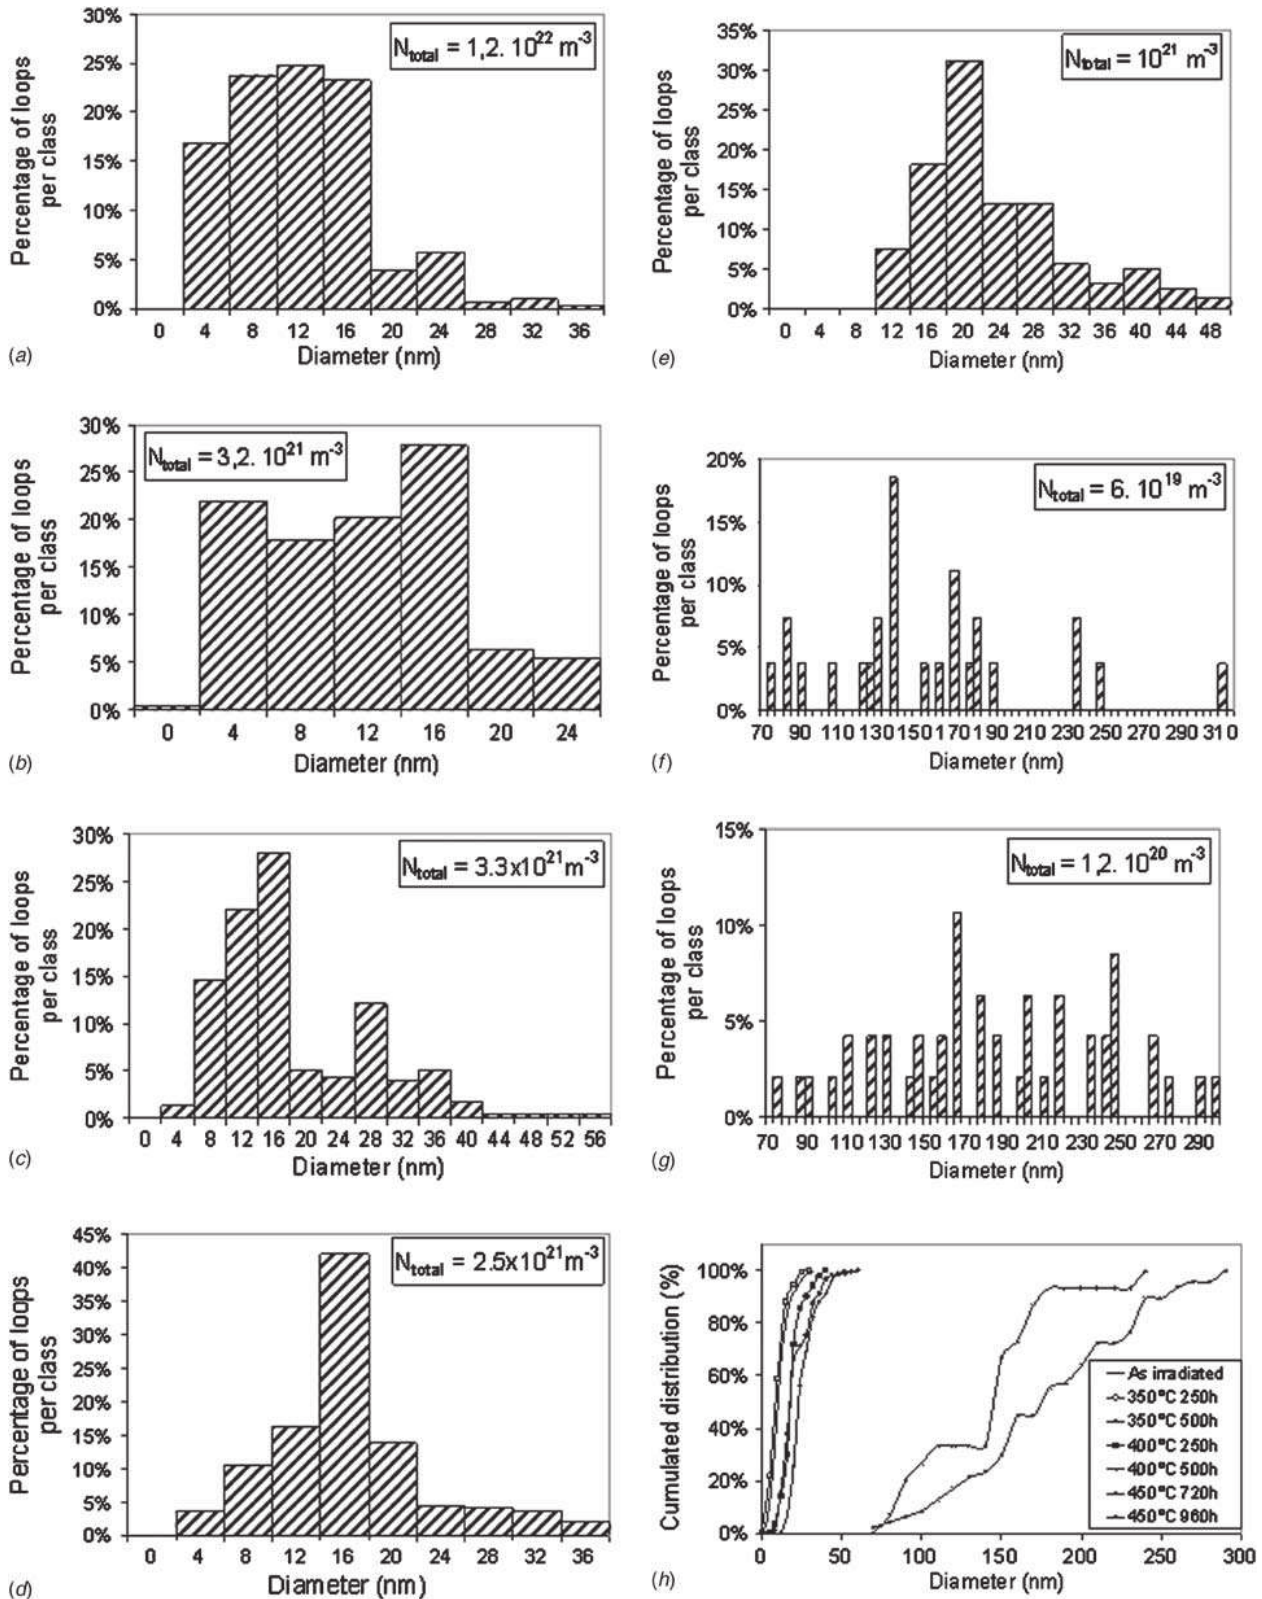 30%
25%
20%
15%
10%
5%
0%
Percentage of loops
per class
N_total = 1,2. 10^22 m^-3
0 4 8 12 16 20 24 28 32 36
Diameter (nm)
(a)
30%
25%
20%
15%
10%
5%
0%
Percentage of loops
per class
N_total = 3,2. 10^21 m^-3
0 4 8 12 16 20 24
Diameter (nm)
(b)
30%
25%
20%
15%
10%
5%
0%
Percentage of loops
per class
N_total = 3.3x10^21 m^-3
0 4 8 12 16 20 24 28 32 36 40 44 48 52 56
Diameter (nm)
(c)
45%
40%
35%
30%
25%
20%
15%
10%
5%
0%
Percentage of loops
per class
N_total = 2.5x10^21 m^-3
0 4 8 12 16 20 24 28 32 36
Diameter (nm)
(d)
35%
30%
25%
20%
15%
10%
5%
0%
Percentage of loops
per class
N_total = 10^21 m^-3
0 4 8 12 16 20 24 28 32 36 40 44 48
Diameter (nm)
(e)
20%
15%
10%
5%
0%
Percentage of loops
per class
N_total = 6. 10^19 m^-3
70 90 110 130 150 170 190 210 230 250 270 290 310
Diameter (nm)
(f)
15%
10%
5%
0%
Percentage of loops
per class
N_total = 1,2. 10^20 m^-3
70 90 110 130 150 170 190 210 230 250 270 290
Diameter (nm)
(g)
100%
80%
60%
40%
20%
0%
Cumulated distribution (%)
As irradiated
350°C 250h
350°C 500h
400°C 250h
400°C 500h
450°C 720h
450°C 960h
0 50 100 150 200 250 300
Diameter (nm)
(h)